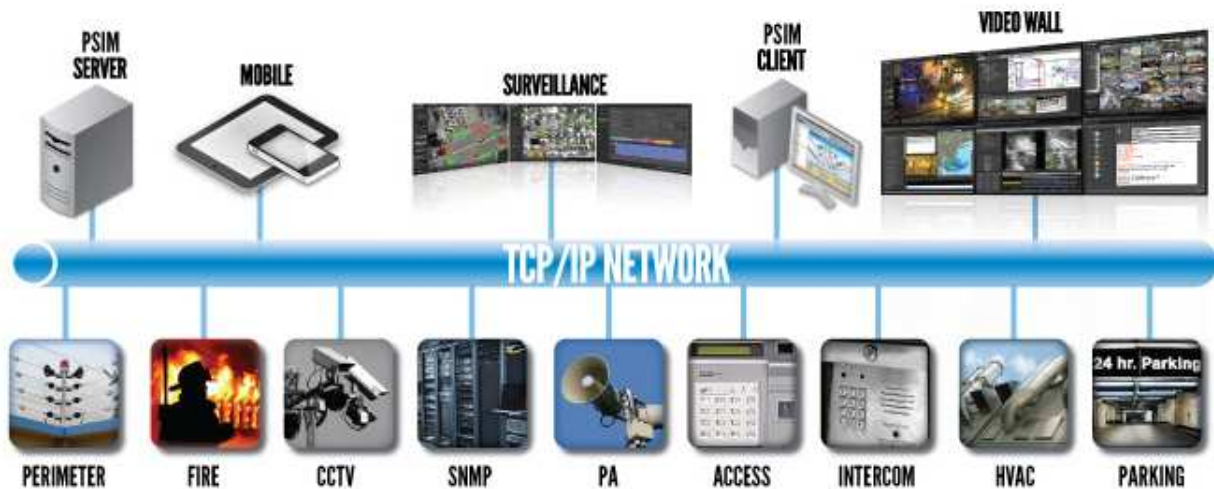 PSIM
SERVER
MOBILE
SURVEILLANCE
PSIM
CLIENT
VIDEO WALL
TCP/IP NETWORK
24 hr. Parking
PERIMETER
FIRE
CCTV
SNMP
PA
ACCESS
INTERCOM
HVAC
PARKING